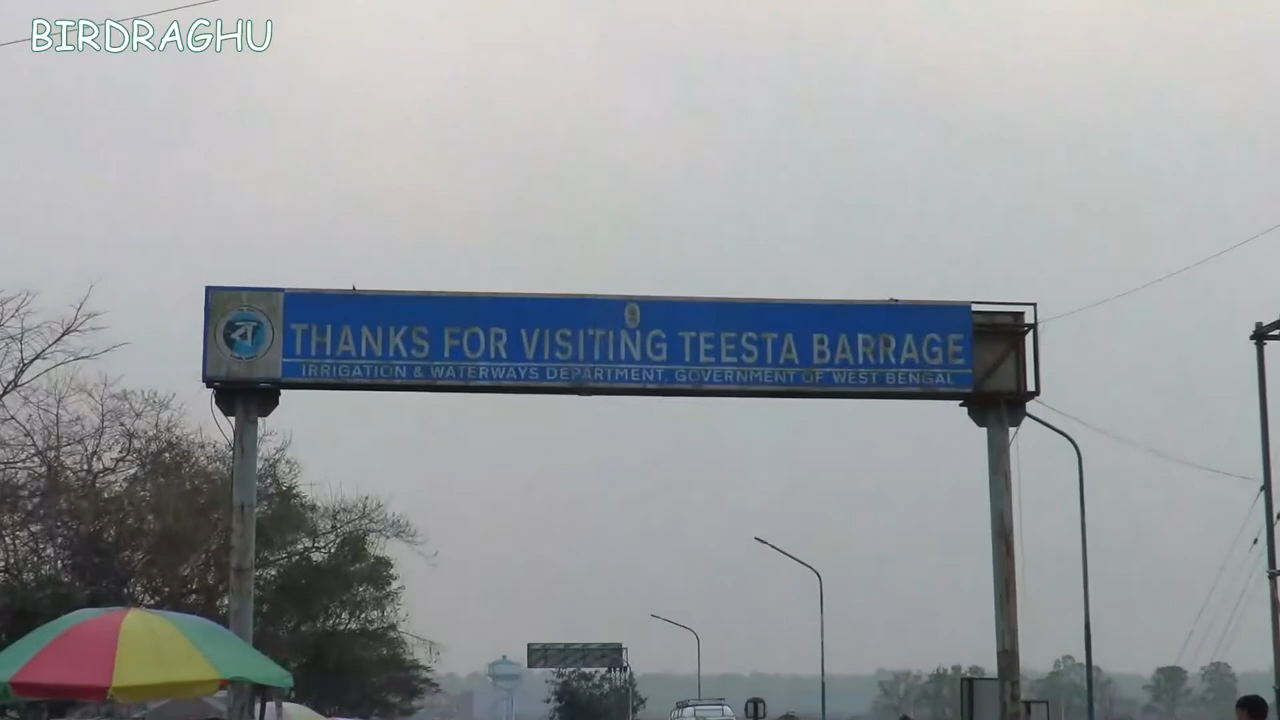 BIRDRAGHU
THANKS FOR VISITING TEESTA BARRAGE
IRRIGATION & WATERWAYS DEPARTMENT, GOVERNMENT OF WEST BENGAL